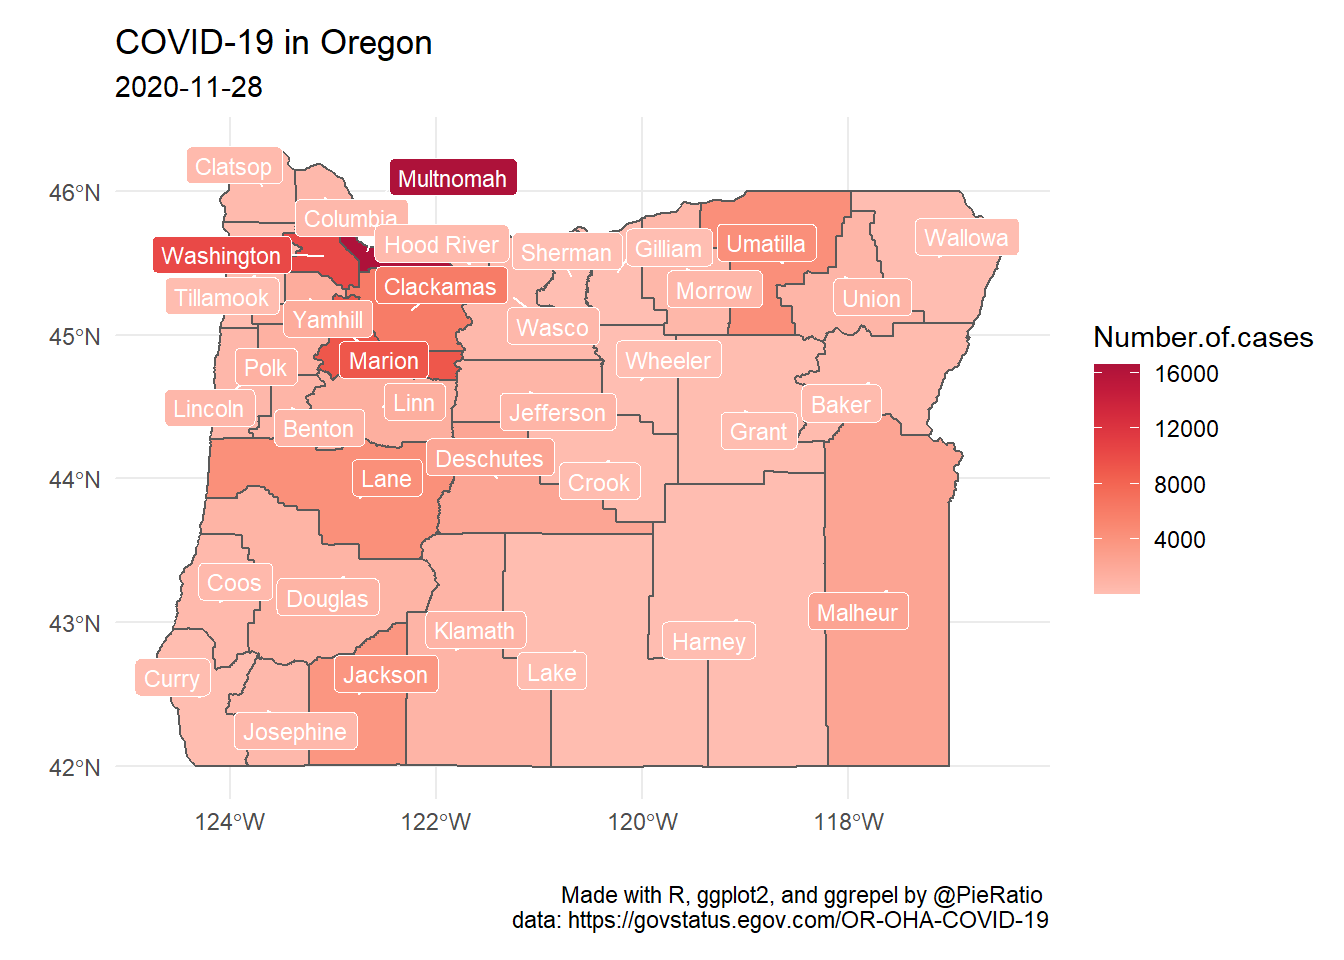 COVID-19 in Oregon
2020-11-28
Clatsop
Multnomah
46°N
Columbia
Hood River
Washington
Sherman
Gilliam
Umatilla
Wallowa
Tillamook
Clackamas
Morrow
Union
Yamhill
Wasco
45°N
Polk
Marion
Wheeler
Lincoln
Linn
Jefferson
Baker
Benton
Grant
Deschutes
44°N
Lane
Crook
Coos
Douglas
Malheur
43°N
Klamath
Harney
Curry
Jackson
Lake
Josephine
42°N
124°W
122°W
120°W
118°W
Number.of.cases
16000
12000
8000
4000
Made with R, ggplot2, and ggrepel by @PieRatio
data: https://govstatus.egov.com/OR-OHA-COVID-19